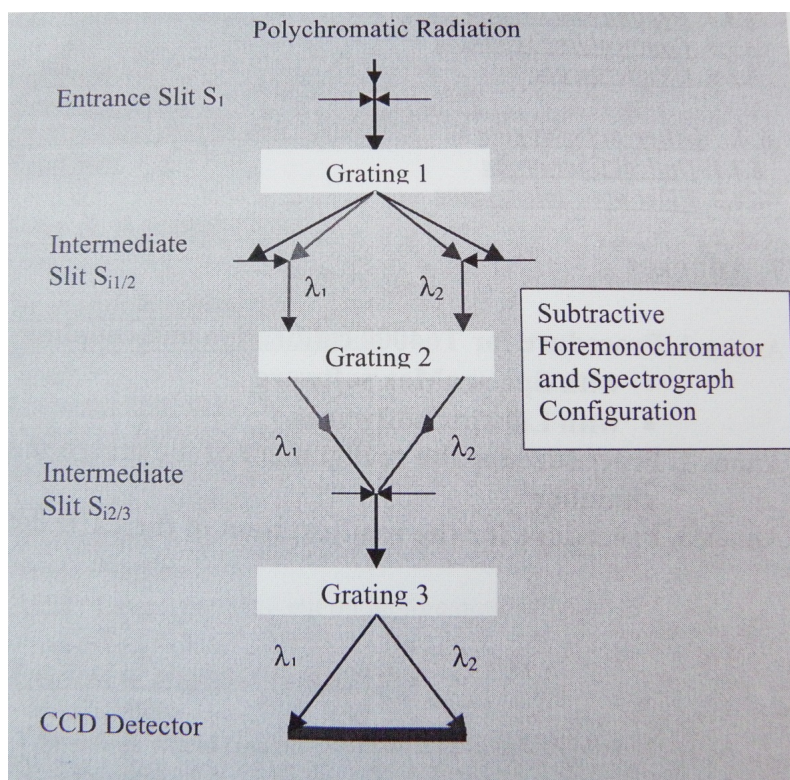 Polychromatic Radiation
Entrance Slit S₁
Grating 1
Intermediate
Slit Sᵢ₁/₂
λ₁
λ₂
Grating 2
Subtractive
Foremonochromator
and Spectrograph
Configuration
λ₁
λ₂
Intermediate
Slit Sᵢ₂/₃
Grating 3
λ₁
λ₂
CCD Detector